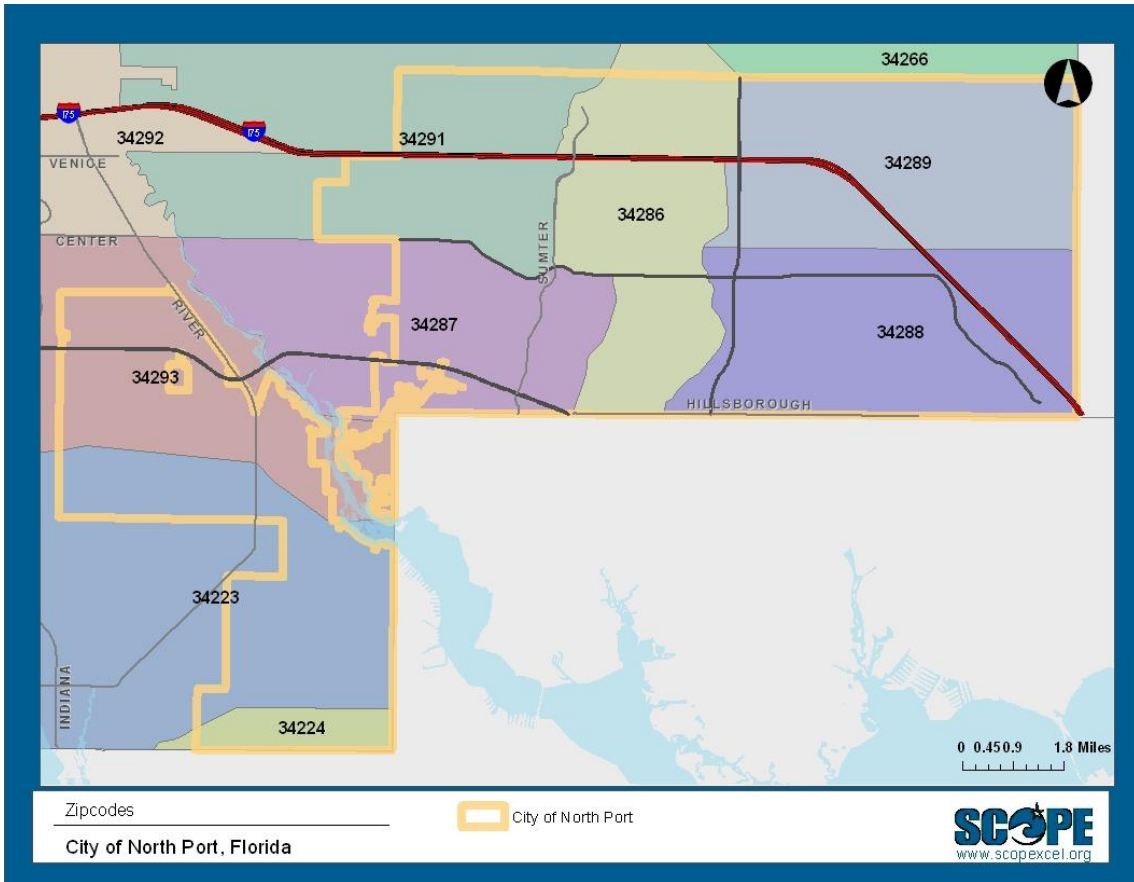 34266
175
34292
175
34291
VENICE
34289
34286
CENTER
SUMTER
RIVER
34287
34288
34293
HILLSBOROUGH
34223
INDIANA
34224
0 0.45 0.9 1.8 Miles
Zipcodes
City of North Port
City of North Port, Florida
SCOPE
www.scopexcel.org